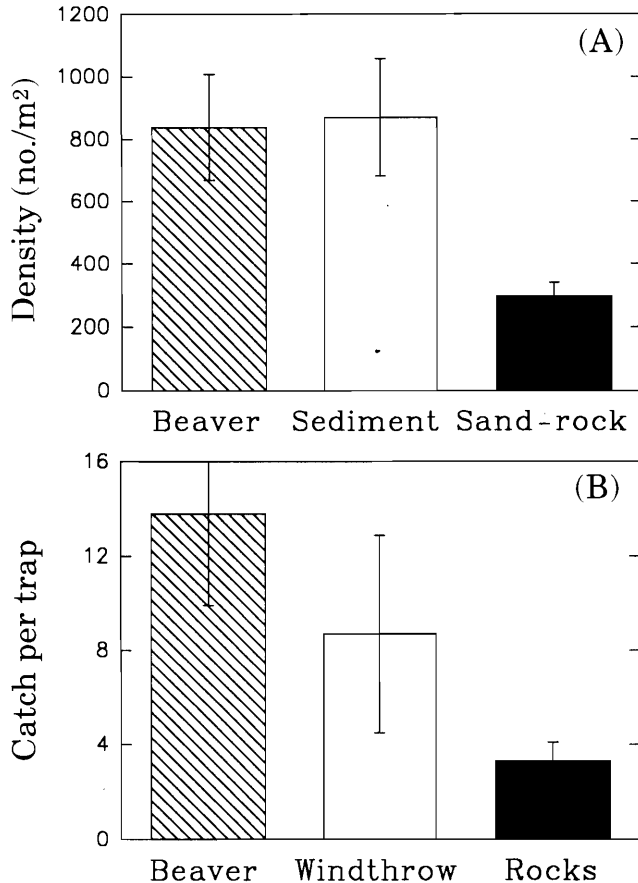 (A)
Density (no./m²)
1200
1000
800
600
400
200
0
Beaver Sediment Sand-rock
(B)
Catch per trap
16
12
8
4
0
Beaver Windthrow Rocks